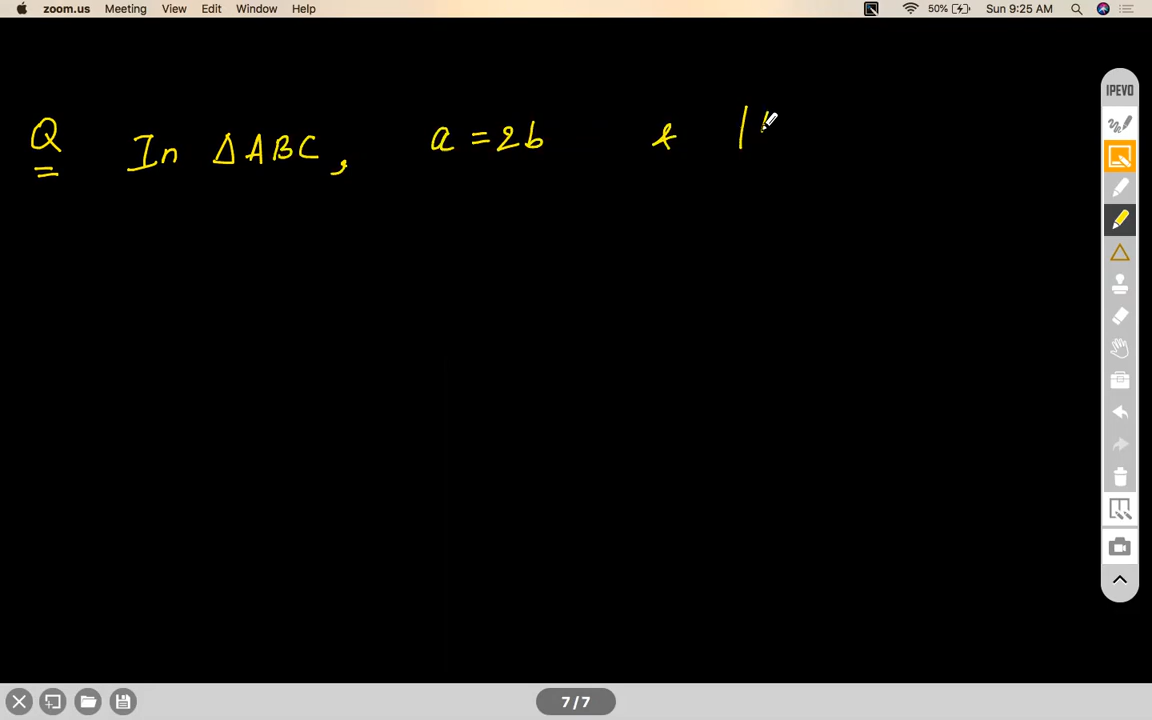 zoom.us Meeting View Edit Window Help 50% Sun 9:25 AM
IPEVO
Q In ΔABC, a = 2b & |
7/7